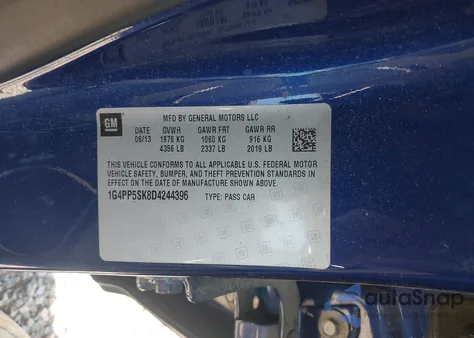 GM
MFD BY GENERAL MOTORS LLC
DATE GVWR GAWR FRT GAWR RR
06/13 1976 KG 1060 KG 916 KG
4356 LB 2337 LB 2019 LB
THIS VEHICLE CONFORMS TO ALL APPLICABLE U.S. FEDERAL MOTOR
VEHICLE SAFETY, BUMPER, AND THEFT PREVENTION STANDARDS
IN EFFECT ON THE DATE OF MANUFACTURE SHOWN ABOVE.
1G4PP5SK8D4244396 TYPE: PASS CAR
autoSnap